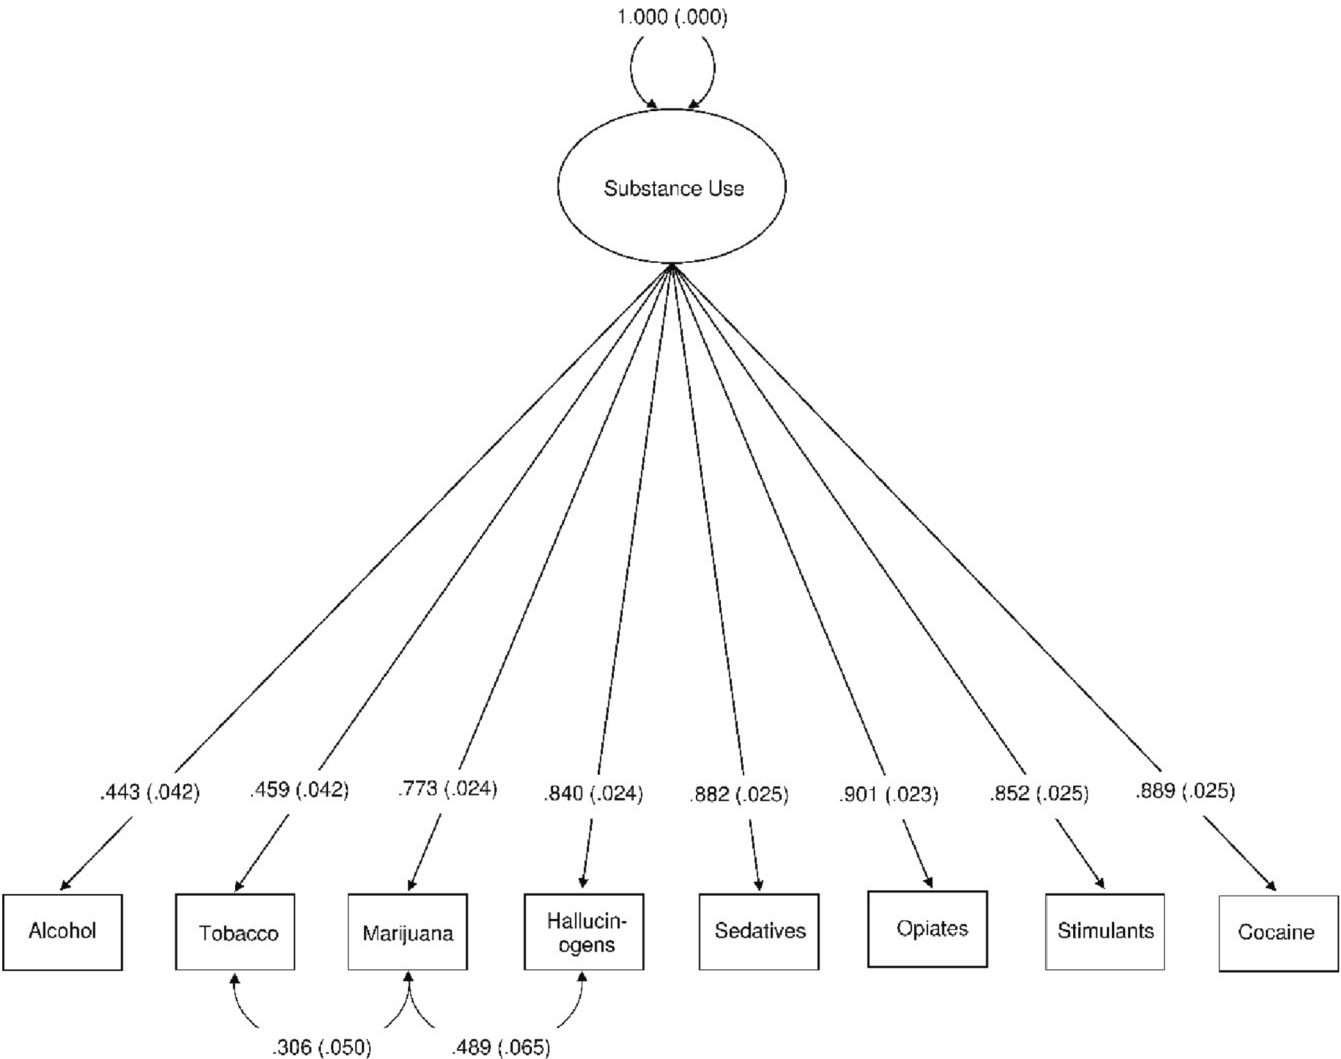 1.000 (.000)
Substance Use
.443 (.042)
.459 (.042)
.773 (.024)
.840 (.024)
.882 (.025)
.901 (.023)
.852 (.025)
.889 (.025)
Alcohol
Tobacco
Marijuana
Hallucin-
ogens
Sedatives
Opiates
Stimulants
Cocaine
.306 (.050)
.489 (.065)